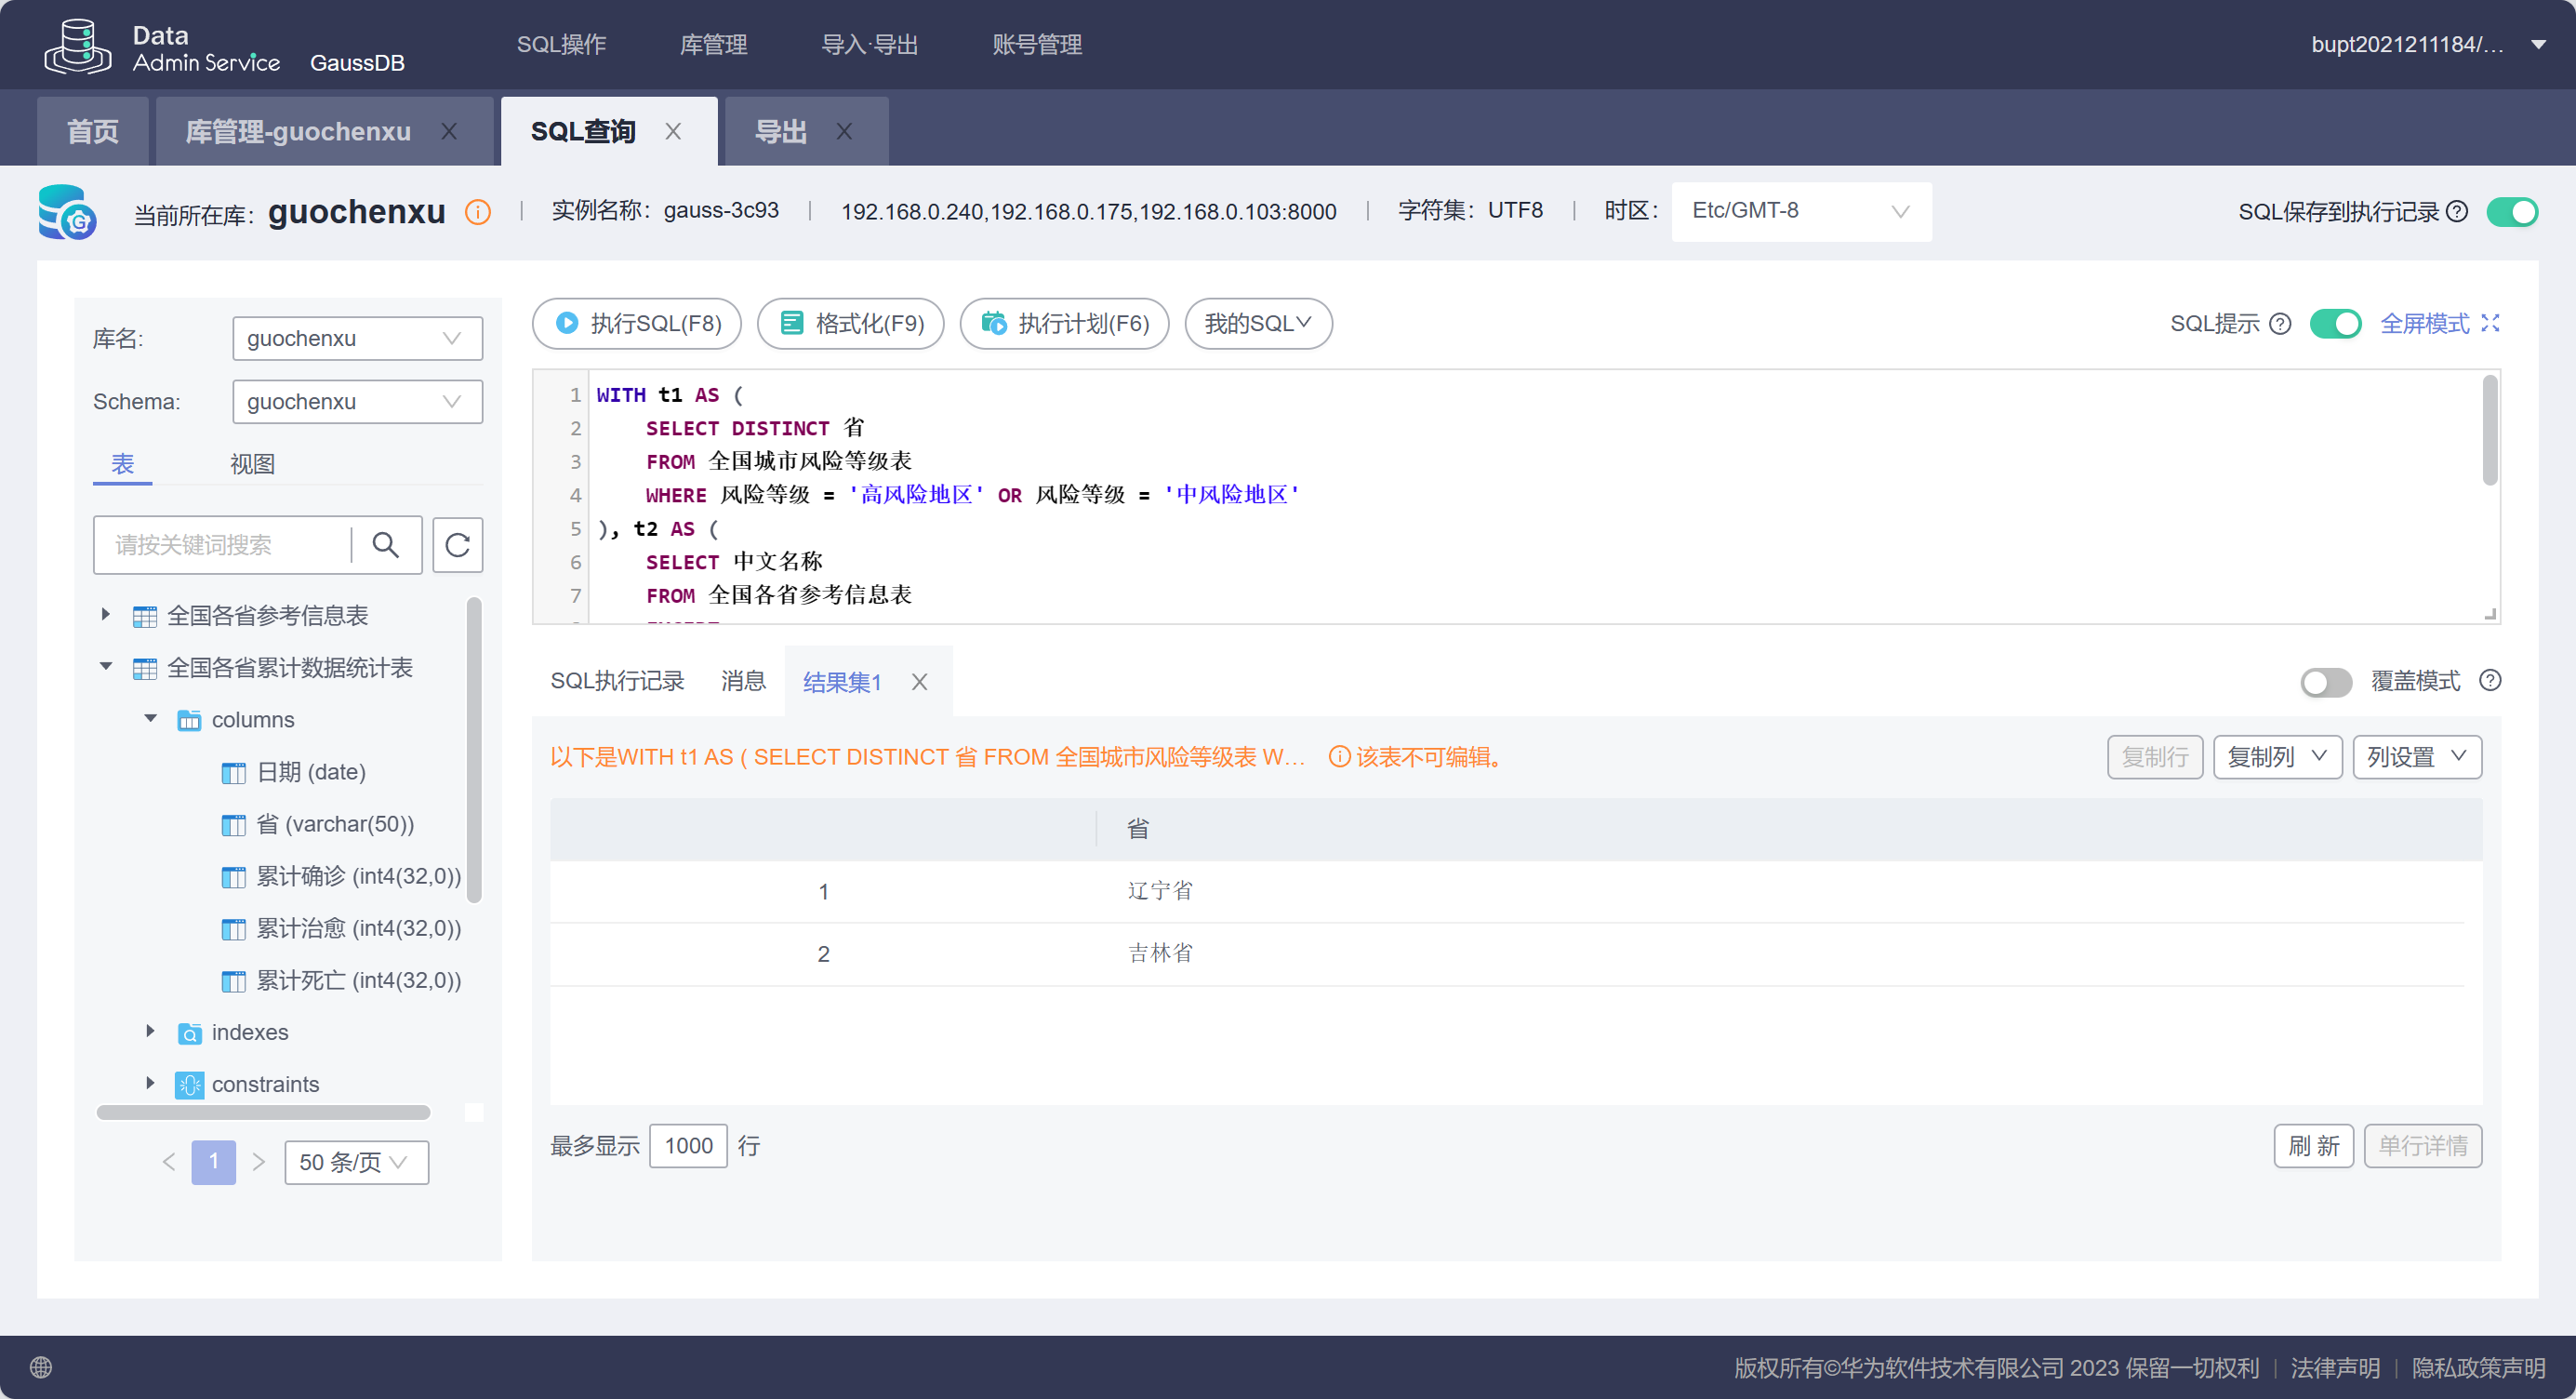 Data
Admin Service GaussDB SQL操作 库管理 导入·导出 账号管理 bupt2021211184/...
首页 库管理-guochenxu SQL查询 导出
当前所在库: guochenxu 实例名称: gauss-3c93 192.168.0.240,192.168.0.175,192.168.0.103:8000 字符集: UTF8 时区: Etc/GMT-8 SQL保存到执行记录
库名: guochenxu
Schema: guochenxu
表 视图
请按关键词搜索
全国各省参考信息表
全国各省累计数据统计表
columns
日期 (date)
省 (varchar(50))
累计确诊 (int4(32,0))
累计治愈 (int4(32,0))
累计死亡 (int4(32,0))
indexes
constraints
1 50 条/页
执行SQL(F8) 格式化(F9) 执行计划(F6) 我的SQL SQL提示 全屏模式
1 WITH t1 AS (
2 SELECT DISTINCT 省
3 FROM 全国城市风险等级表
4 WHERE 风险等级 = '高风险地区' OR 风险等级 = '中风险地区'
5 ), t2 AS (
6 SELECT 中文名称
7 FROM 全国各省参考信息表
SQL执行记录 消息 结果集1 覆盖模式
以下是WITH t1 AS ( SELECT DISTINCT 省 FROM 全国城市风险等级表 W... 该表不可编辑。 复制行 复制列 列设置
省
1 辽宁省
2 吉林省
最多显示 1000 行 刷 新 单行详情
版权所有©华为软件技术有限公司 2023 保留一切权利 | 法律声明 | 隐私政策声明